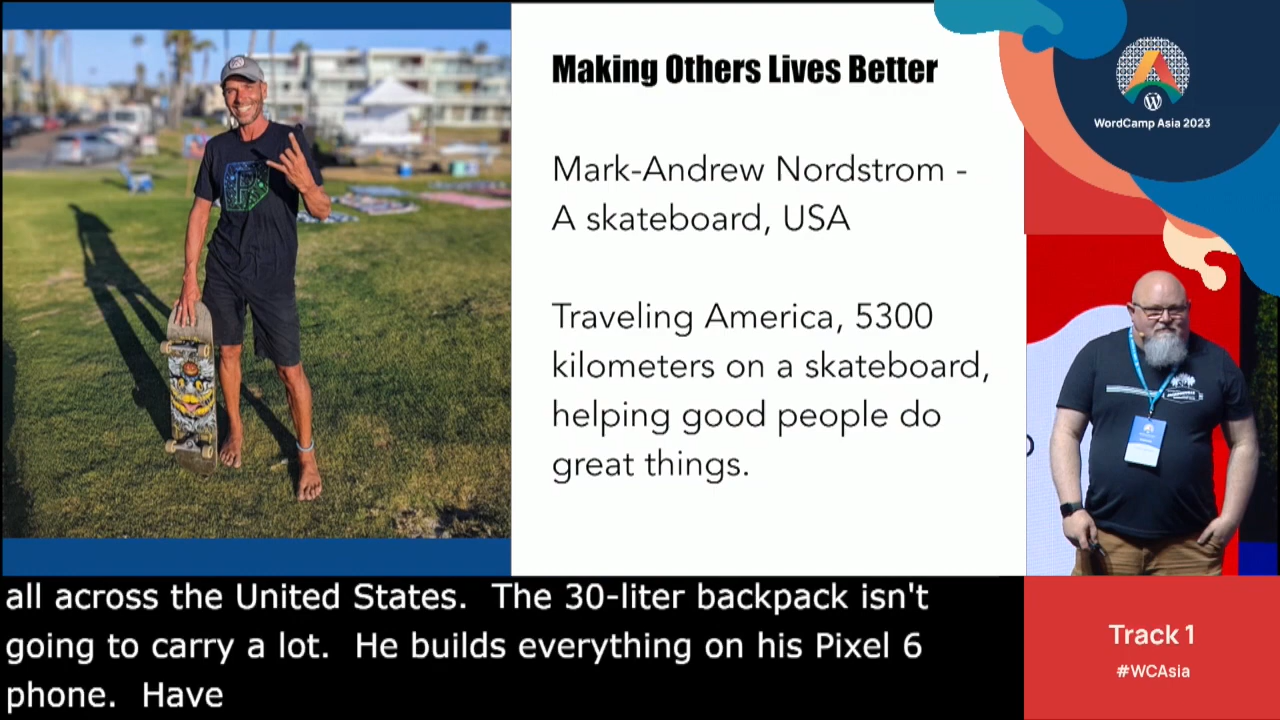 Making Others Lives Better
Mark-Andrew Nordstrom -
A skateboard, USA
Traveling America, 5300
kilometers on a skateboard,
helping good people do
great things.
WordCamp Asia 2023
all across the United States.  The 30-liter backpack isn't
going to carry a lot.  He builds everything on his Pixel 6
phone.  Have
Track 1
#WCAsia